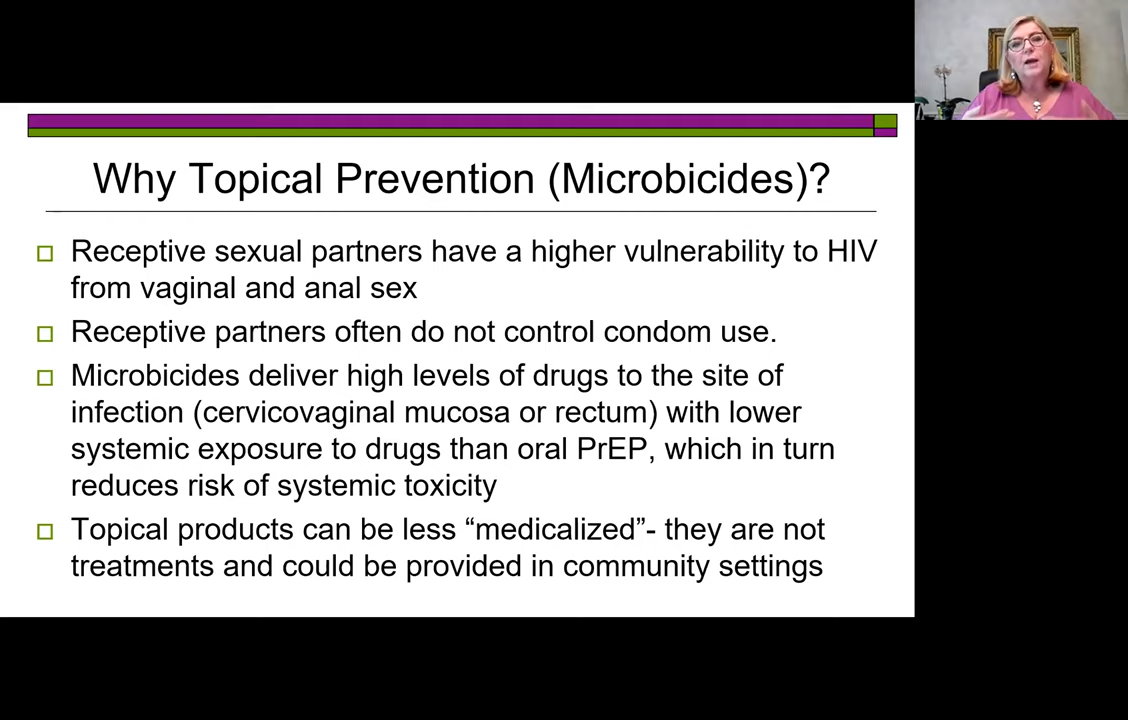 Why Topical Prevention (Microbicides)?
Receptive sexual partners have a higher vulnerability to HIV
from vaginal and anal sex
Receptive partners often do not control condom use.
Microbicides deliver high levels of drugs to the site of
infection (cervicovaginal mucosa or rectum) with lower
systemic exposure to drugs than oral PrEP, which in turn
reduces risk of systemic toxicity
Topical products can be less “medicalized”- they are not
treatments and could be provided in community settings